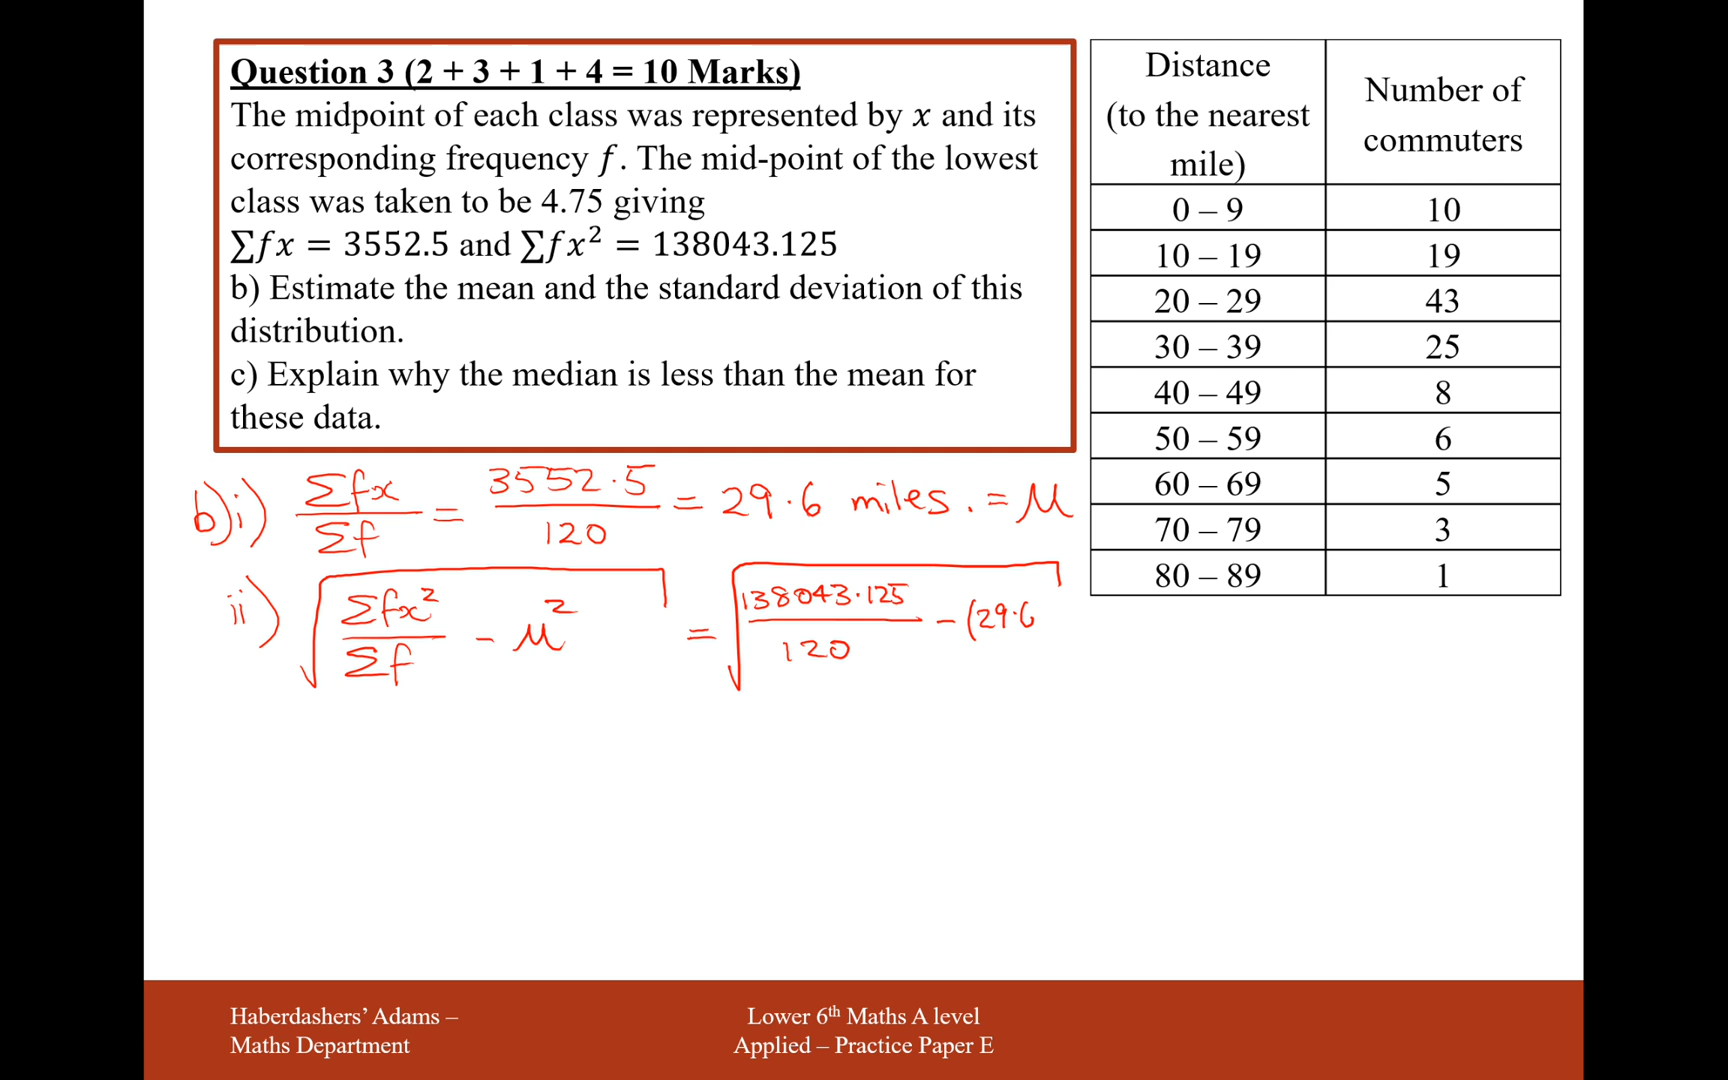 Question 3 (2 + 3 + 1 + 4 = 10 Marks)
The midpoint of each class was represented by x and its
corresponding frequency f. The mid-point of the lowest
class was taken to be 4.75 giving
∑fx = 3552.5 and ∑fx² = 138043.125
b) Estimate the mean and the standard deviation of this
distribution.
c) Explain why the median is less than the mean for
these data.
Distance
(to the nearest
mile)
Number of
commuters
0 – 9 10
10 – 19 19
20 – 29 43
30 – 39 25
40 – 49 8
50 – 59 6
60 – 69 5
70 – 79 3
80 – 89 1
b)i) Σfx/Σf = 3552.5/120 = 29.6 miles. = μ
ii) √(Σfx²/Σf - μ²) = √(138043.125/120 - (29.6
Haberdashers’ Adams –
Maths Department
Lower 6th Maths A level
Applied – Practice Paper E